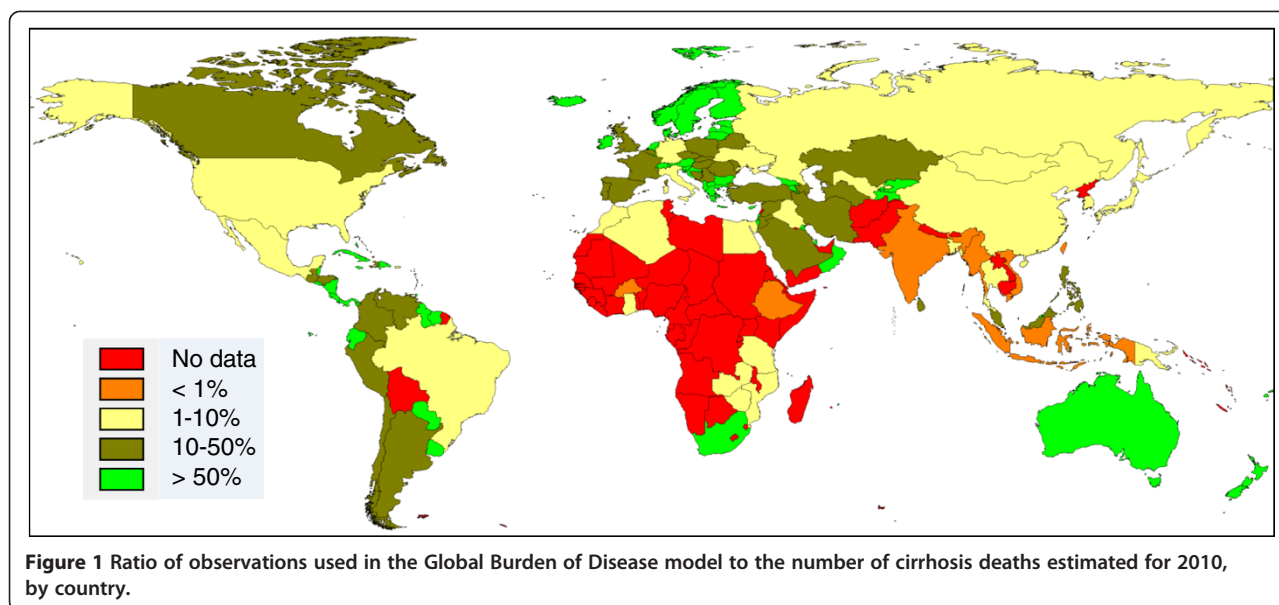 No data
< 1%
1-10%
10-50%
> 50%
Figure 1 Ratio of observations used in the Global Burden of Disease model to the number of cirrhosis deaths estimated for 2010,
by country.